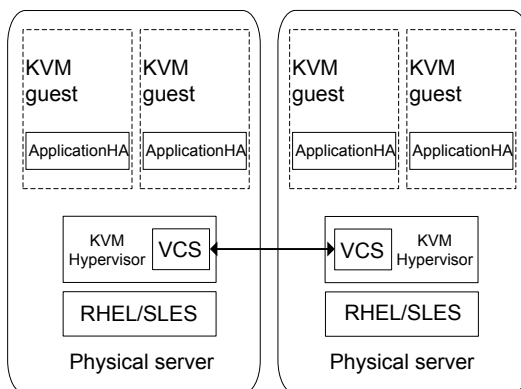 KVM
guest
KVM
guest
ApplicationHA
ApplicationHA
KVM
Hypervisor
VCS
RHEL/SLES
Physical server
KVM
guest
KVM
guest
ApplicationHA
ApplicationHA
VCS
KVM
Hypervisor
RHEL/SLES
Physical server